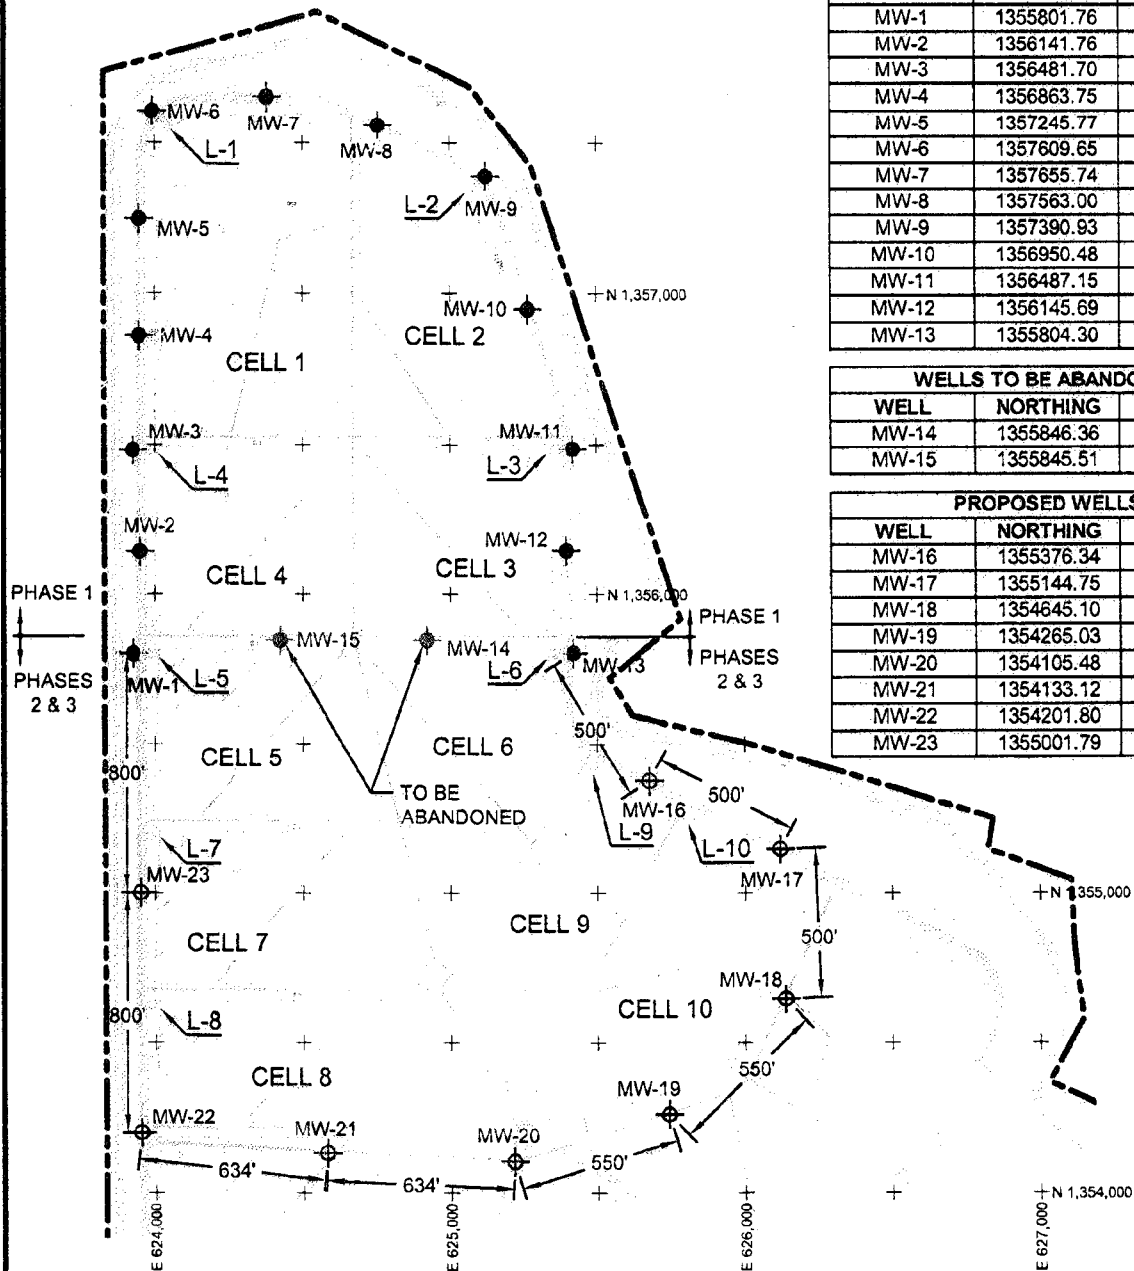 MW-1 1355801.76
MW-2 1356141.76
MW-3 1356481.70
MW-4 1356863.75
MW-5 1357245.77
MW-6 1357609.65
MW-7 1357655.74
MW-8 1357563.00
MW-9 1357390.93
MW-10 1356950.48
MW-11 1356487.15
MW-12 1356145.69
MW-13 1355804.30
WELLS TO BE ABANDO
WELL NORTHING
MW-14 1355846.36
MW-15 1355845.51
PROPOSED WELLS
WELL NORTHING
MW-16 1355376.34
MW-17 1355144.75
MW-18 1354645.10
MW-19 1354265.03
MW-20 1354105.48
MW-21 1354133.12
MW-22 1354201.80
MW-23 1355001.79
MW-6
MW-7
MW-8
L-1
L-2
MW-9
MW-5
N 1,357,000
MW-10
MW-4
CELL 1
CELL 2
MW-3
MW-11
L-4
L-3
MW-2
MW-12
CELL 4
CELL 3
PHASE 1
N 1,356,000
PHASE 1
MW-15
MW-14
MW-13
PHASES
2 & 3
PHASES
2 & 3
MW-1
L-5
L-6
500'
CELL 5
CELL 6
800'
TO BE
ABANDONED
MW-16
500'
L-9
L-10
L-7
MW-23
MW-17
N 1,355,000
CELL 7
CELL 9
500'
MW-18
800'
L-8
CELL 10
CELL 8
550'
MW-19
MW-22
MW-21
MW-20
634'
634'
550'
N 1,354,000
E 624,000
E 625,000
E 626,000
E 627,000